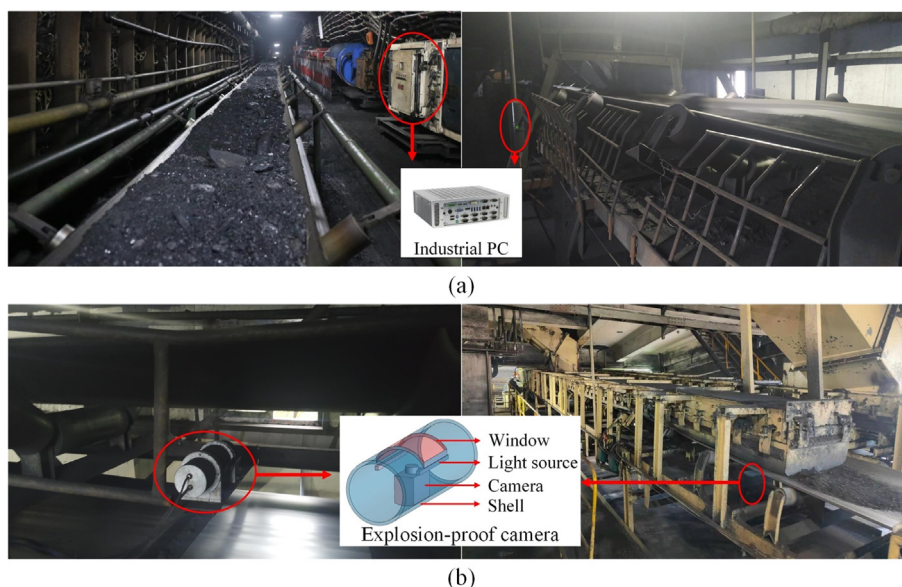 Industrial PC
(a)
Window
Light source
Camera
Shell
Explosion-proof camera
(b)